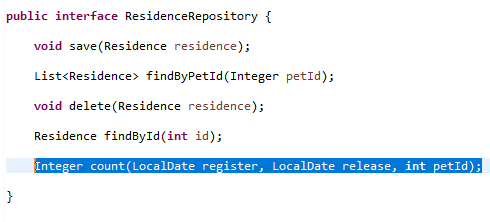 public interface ResidenceRepository {
void save(Residence residence);
List<Residence> findByPetId(Integer petId);
void delete(Residence residence);
Residence findById(int id);
Integer count(LocalDate register, LocalDate release, int petId);
}